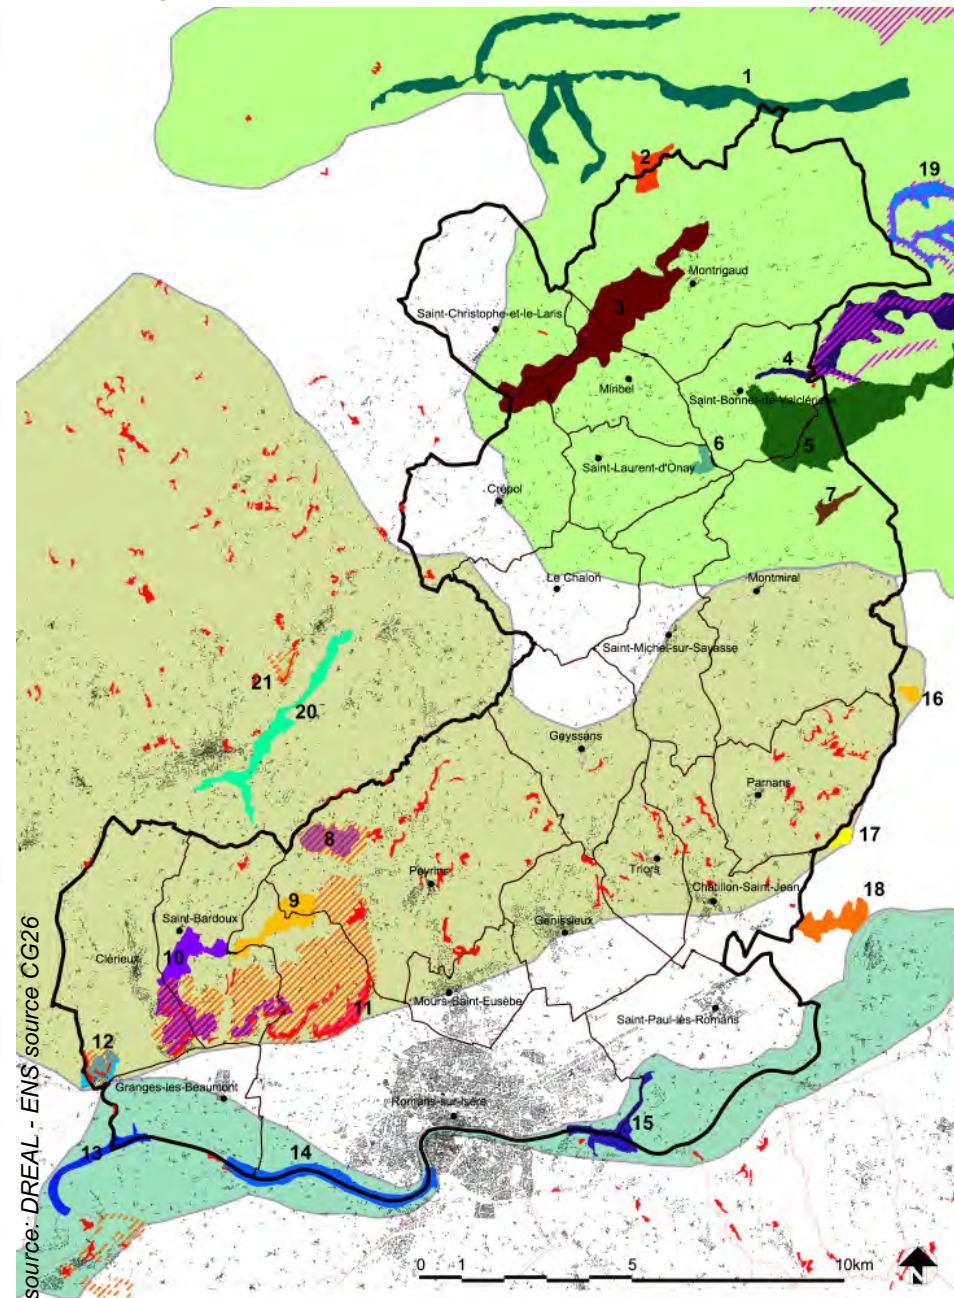 1
2
19
Montrigaud
3
Saint-Christophe-et-le-Laris
4
Miribel
Saint-Bonnet-de-Valclérieux
6
5
Saint-Laurent-d'Onay
7
Crépol
Le Chalon
Montmiral
Saint-Michel-sur-Savasse
21
16
20
Geyssans
Parnans
8
17
Peyrins
Triors
Châtillon-Saint-Jean
18
9
Saint-Bardoux
Génissieux
10
Clérieux
11
Mours-Saint-Eusèbe
Saint-Paul-lès-Romans
12
Granges-les-Beaumont
Romans-sur-Isère
15
13
14
source: DREAL - ENS source CG26
0 1 5 10km
N